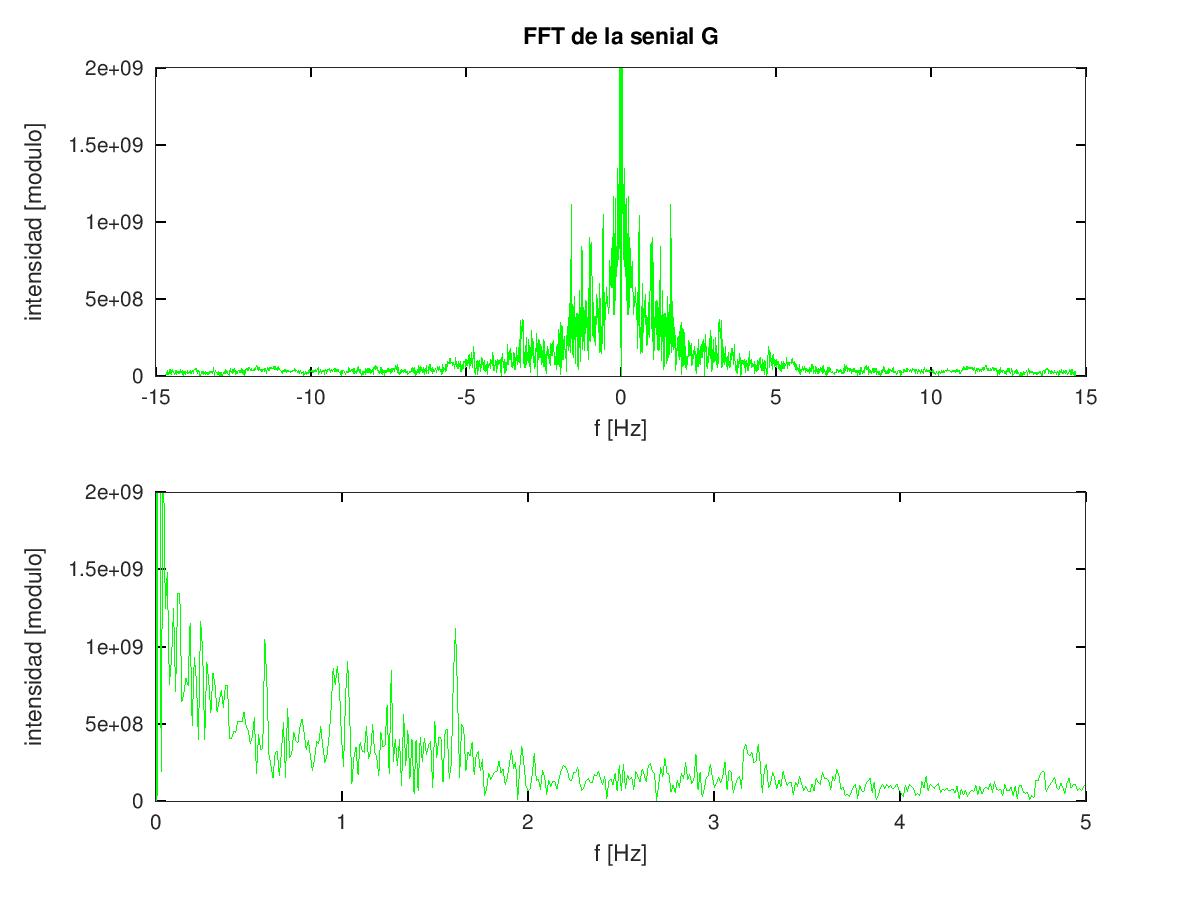 FFT de la senial G
2e+09
1.5e+09
1e+09
5e+08
0
intensidad [modulo]
-15 -10 -5 0 5 10 15
f [Hz]
2e+09
1.5e+09
1e+09
5e+08
0
intensidad [modulo]
0 1 2 3 4 5
f [Hz]